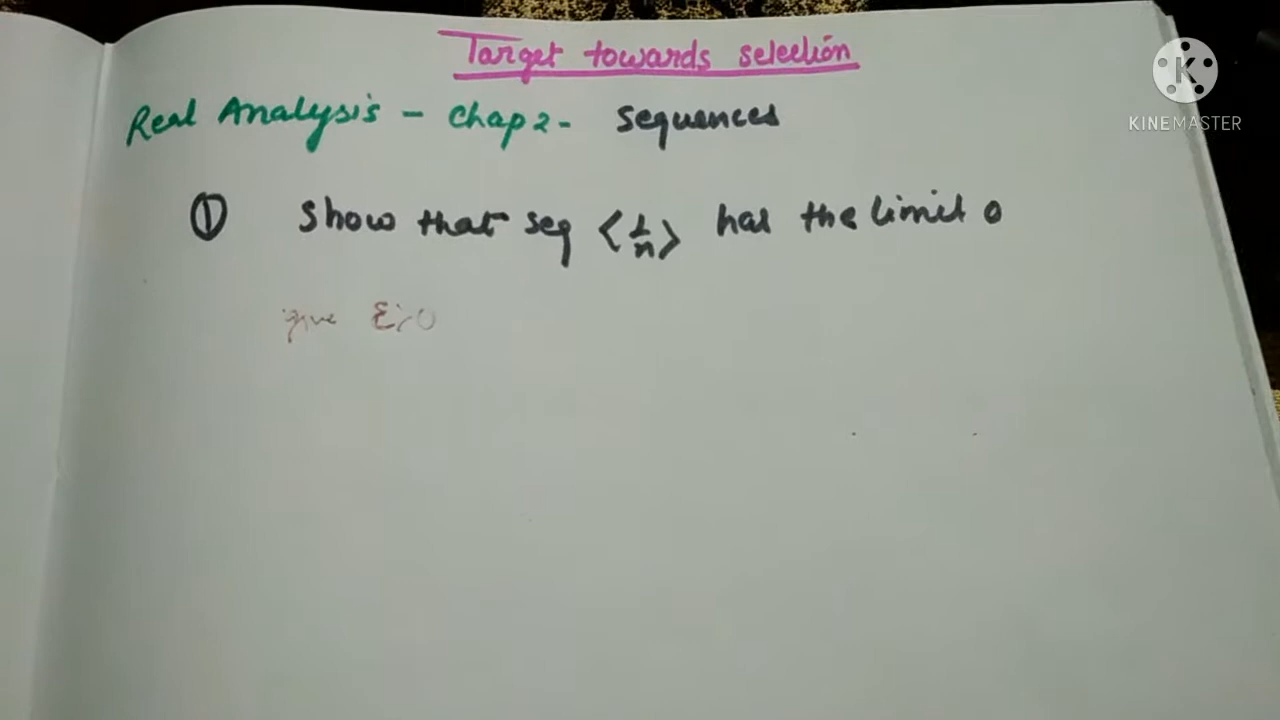 Target towards selection
KINEMASTER
Real Analysis - Chap 2 - Sequences
① Show that seq <1/n> has the limit 0
give ε>0